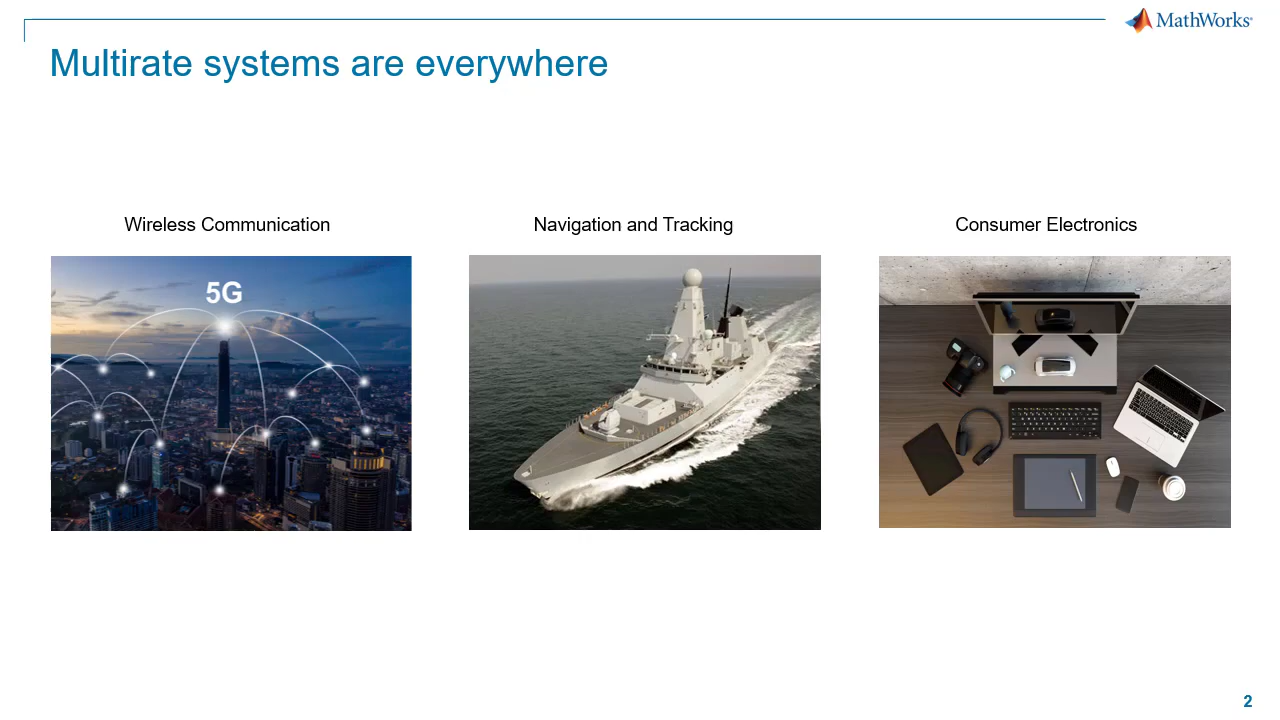 MathWorks®
Multirate systems are everywhere
Wireless Communication
Navigation and Tracking
Consumer Electronics
5G
2